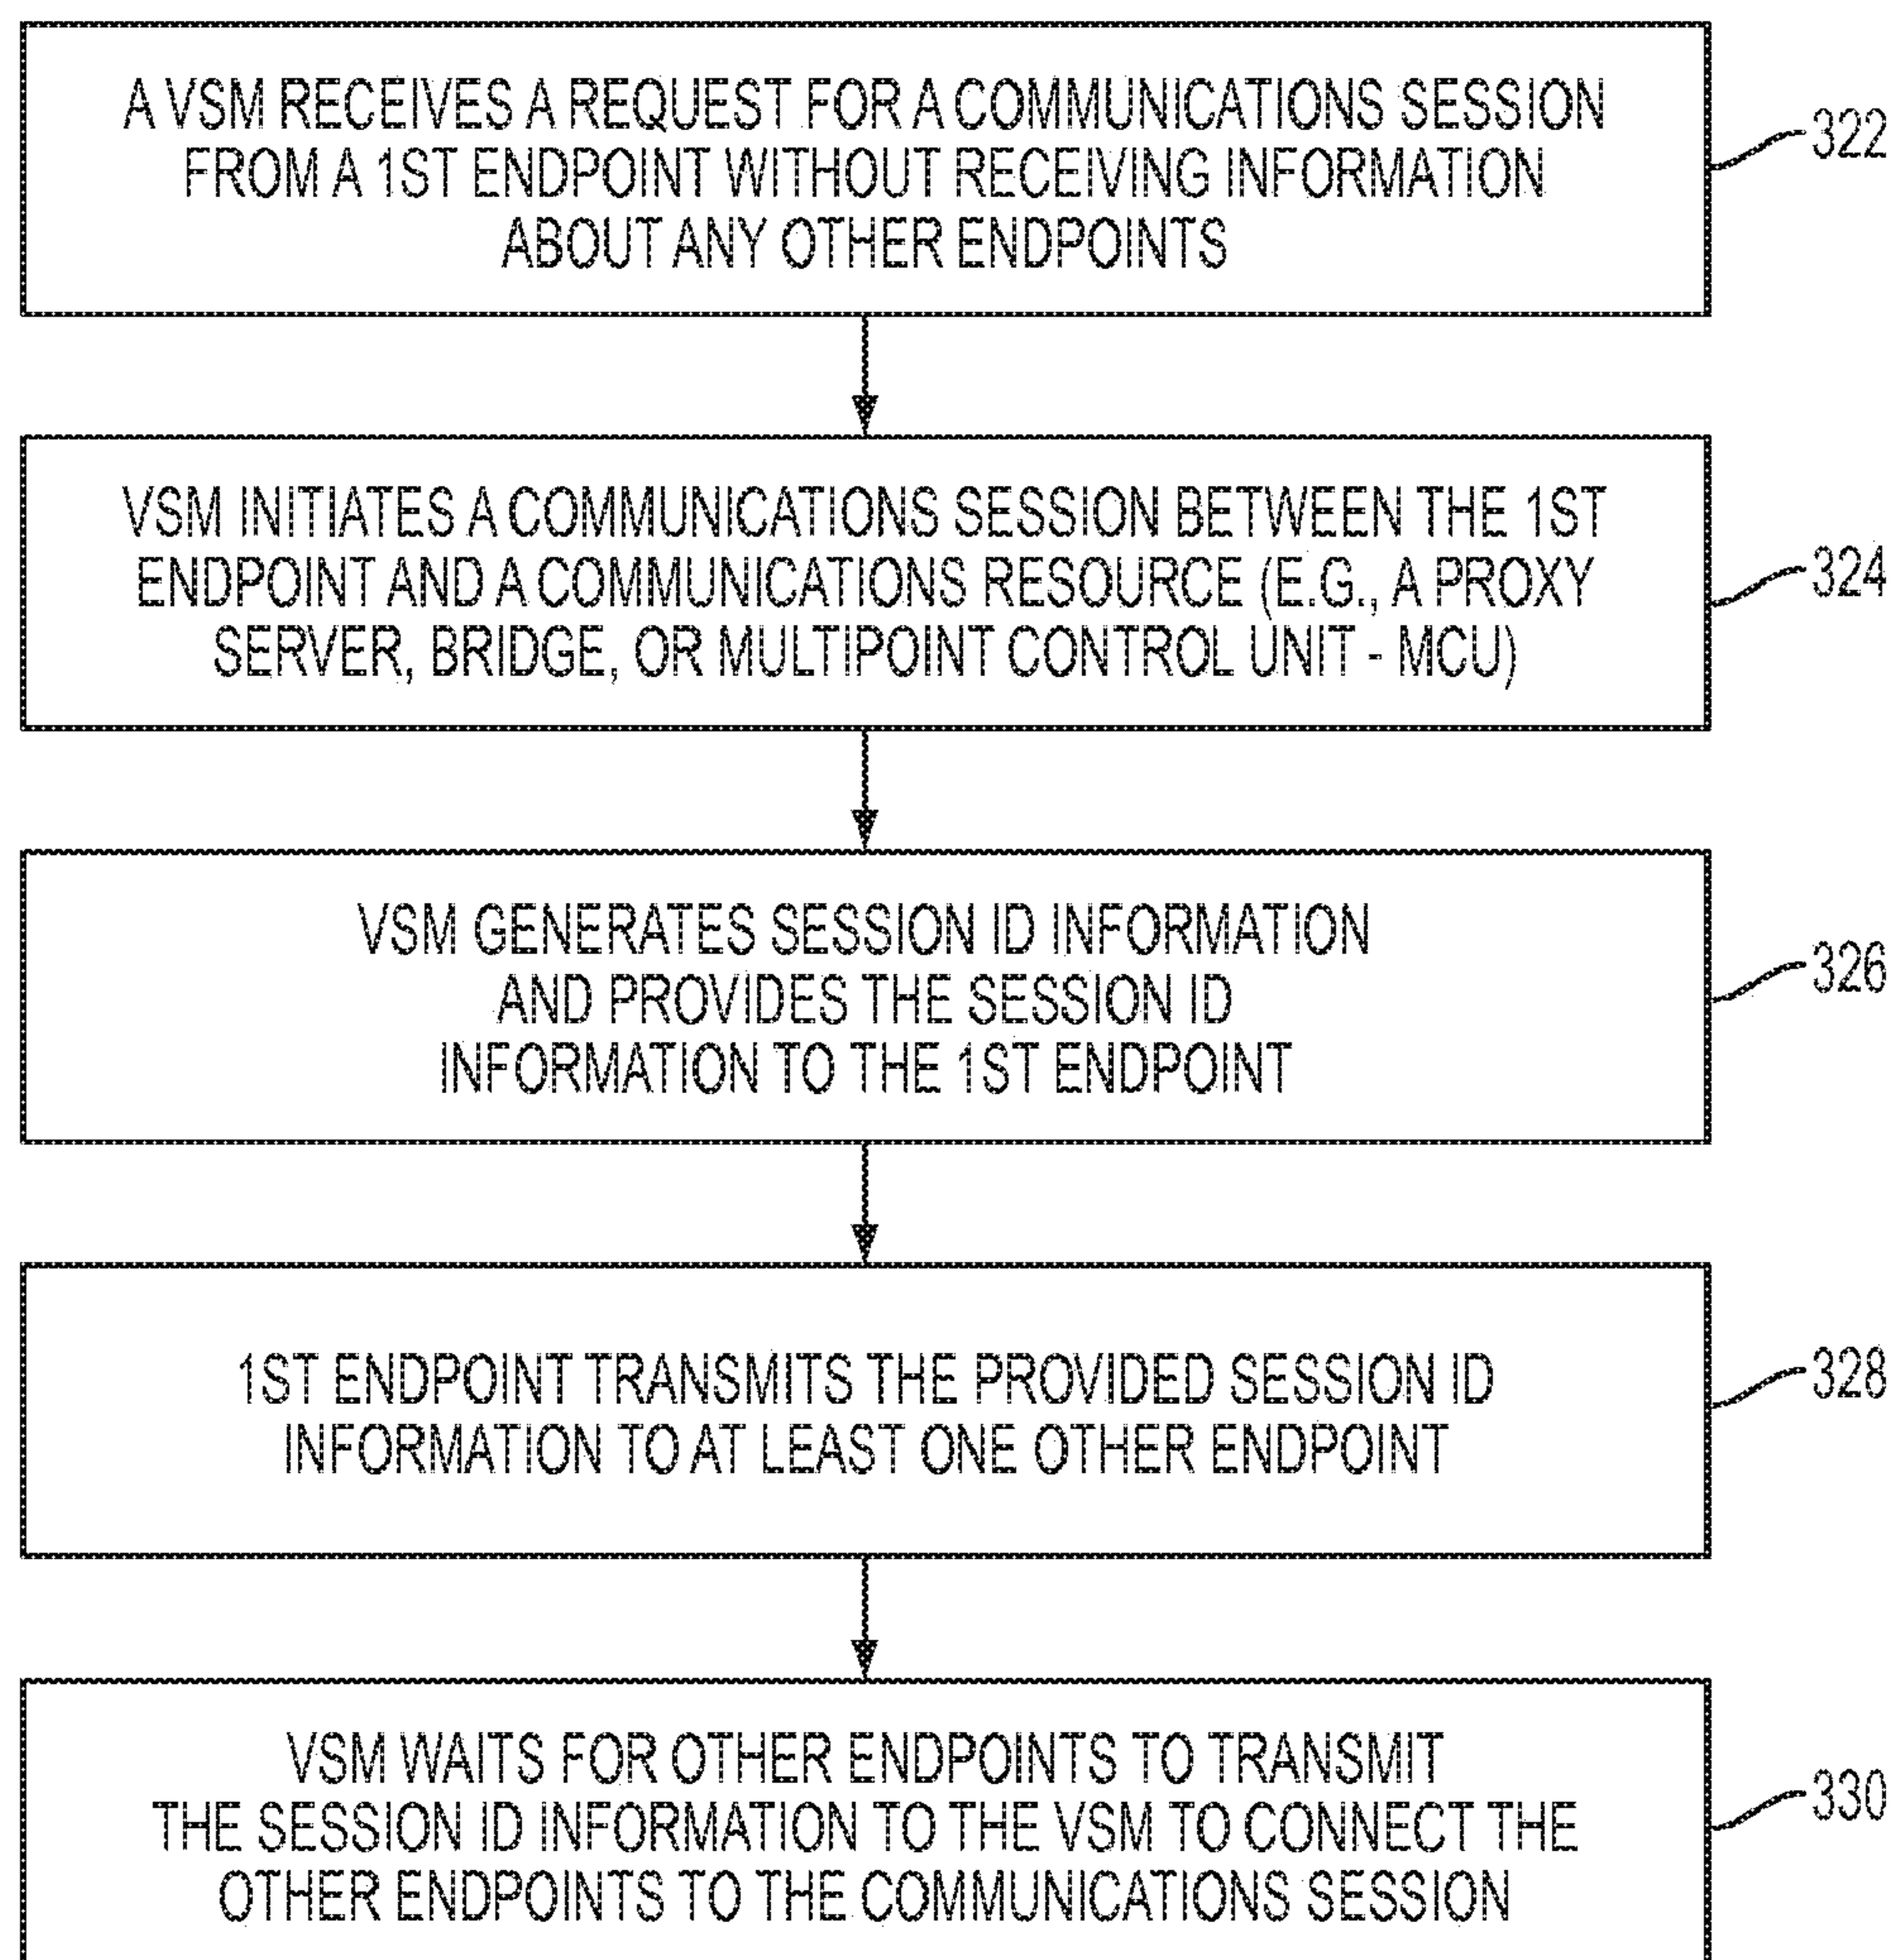 A VSM RECEIVES A REQUEST FOR A COMMUNICATIONS SESSION
FROM A 1ST ENDPOINT WITHOUT RECEIVING INFORMATION
ABOUT ANY OTHER ENDPOINTS
322
VSM INITIATES A COMMUNICATIONS SESSION BETWEEN THE 1ST
ENDPOINT AND A COMMUNICATIONS RESOURCE (E.G., A PROXY
SERVER, BRIDGE, OR MULTIPOINT CONTROL UNIT - MCU)
324
VSM GENERATES SESSION ID INFORMATION
AND PROVIDES THE SESSION ID
INFORMATION TO THE 1ST ENDPOINT
326
1ST ENDPOINT TRANSMITS THE PROVIDED SESSION ID
INFORMATION TO AT LEAST ONE OTHER ENDPOINT
328
VSM WAITS FOR OTHER ENDPOINTS TO TRANSMIT
THE SESSION ID INFORMATION TO THE VSM TO CONNECT THE
OTHER ENDPOINTS TO THE COMMUNICATIONS SESSION
330